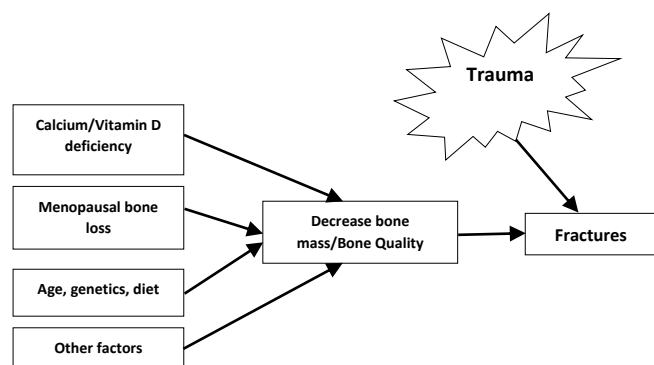 Trauma
Calcium/Vitamin D
deficiency
Menopausal bone
loss
Decrease bone
mass/Bone Quality
Fractures
Age, genetics, diet
Other factors